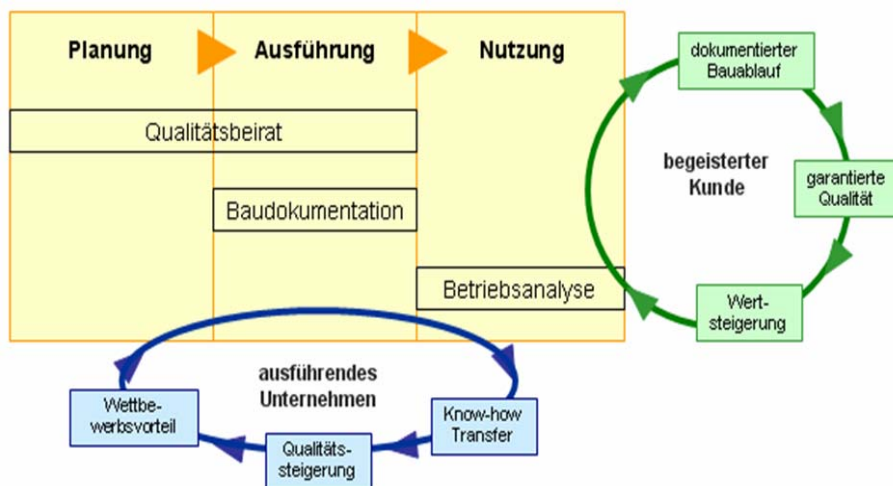 Planung
Ausführung
Nutzung
Qualitätsbeirat
Baudokumentation
Betriebsanalyse
dokumentierter
Bauablauf
begeisterter
Kunde
garantierte
Qualität
Wert-
steigerung
ausführendes
Unternehmen
Wettbe-
werbsvorteil
Qualitäts-
steigerung
Know-how
Transfer